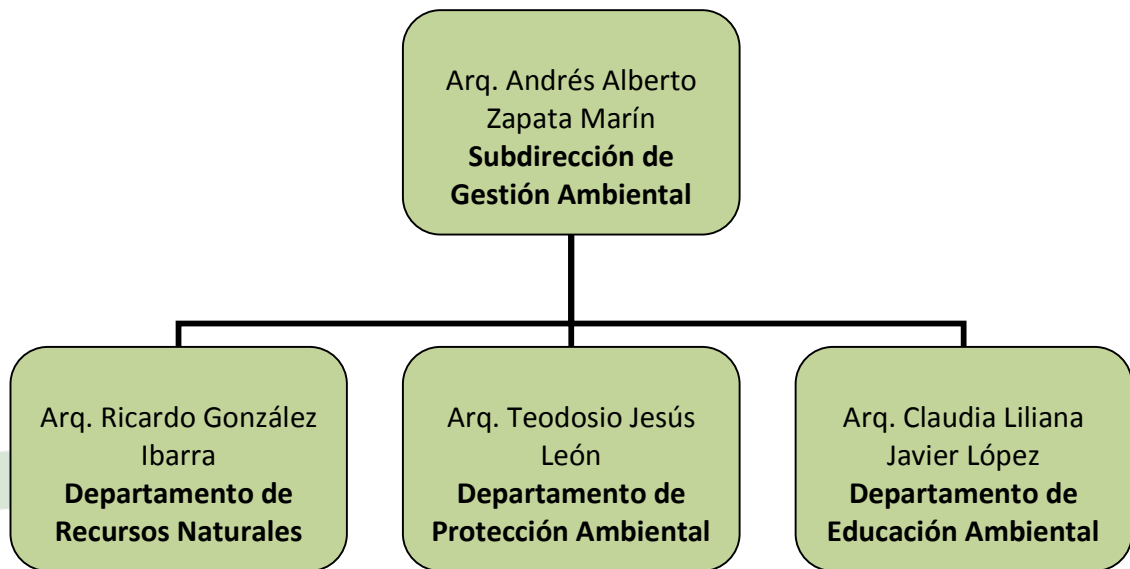 Arq. Andrés Alberto
Zapata Marín
Subdirección de
Gestión Ambiental
Arq. Ricardo González
Ibarra
Departamento de
Recursos Naturales
Arq. Teodosio Jesús
León
Departamento de
Protección Ambiental
Arq. Claudia Liliana
Javier López
Departamento de
Educación Ambiental